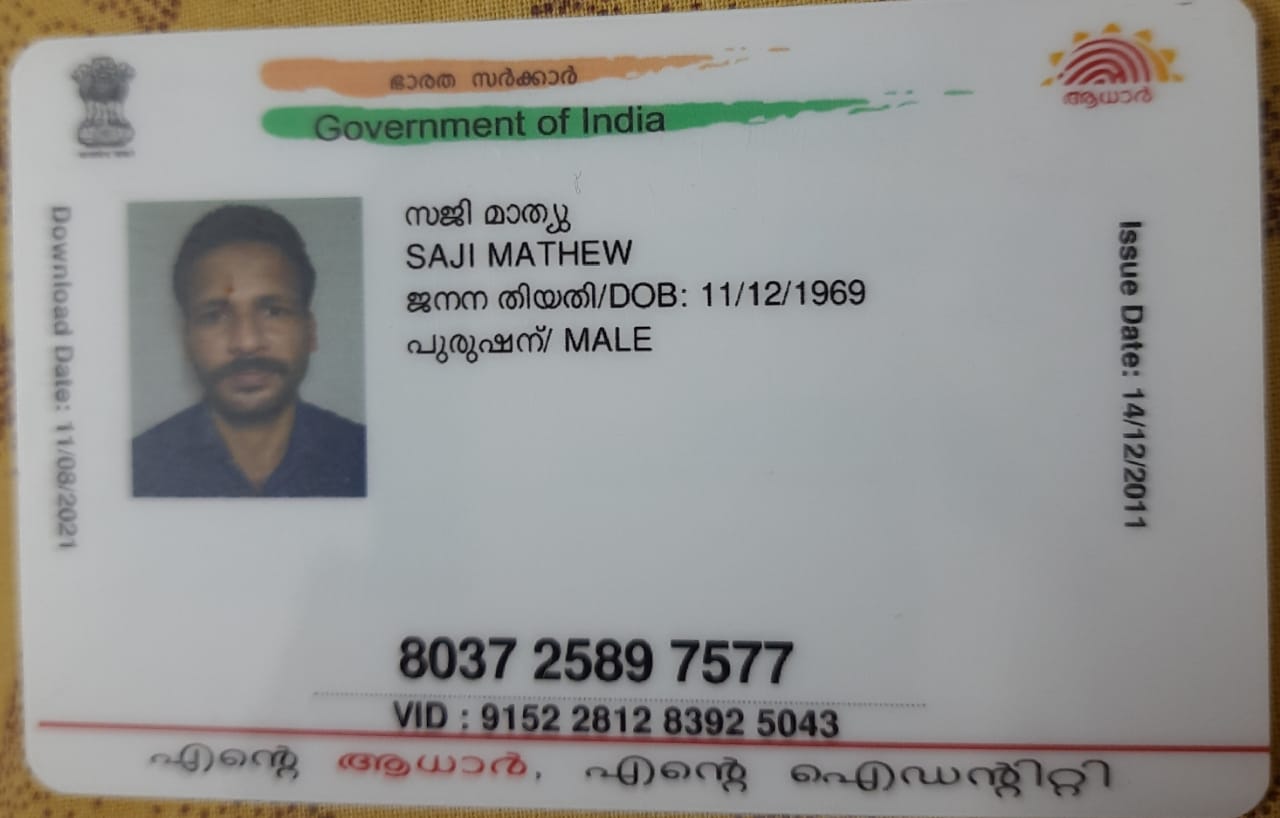 ഭാരത സർക്കാർ
Government of India
ആധാർ
സജി മാത്യു
SAJI MATHEW
ജനന തിയതി/DOB: 11/12/1969
പുരുഷന്/ MALE
Download Date: 11/08/2021
Issue Date: 14/12/2011
8037 2589 7577
VID : 9152 2812 8392 5043
എന്റെ ആധാർ, എന്റെ ഐഡന്റിറ്റി